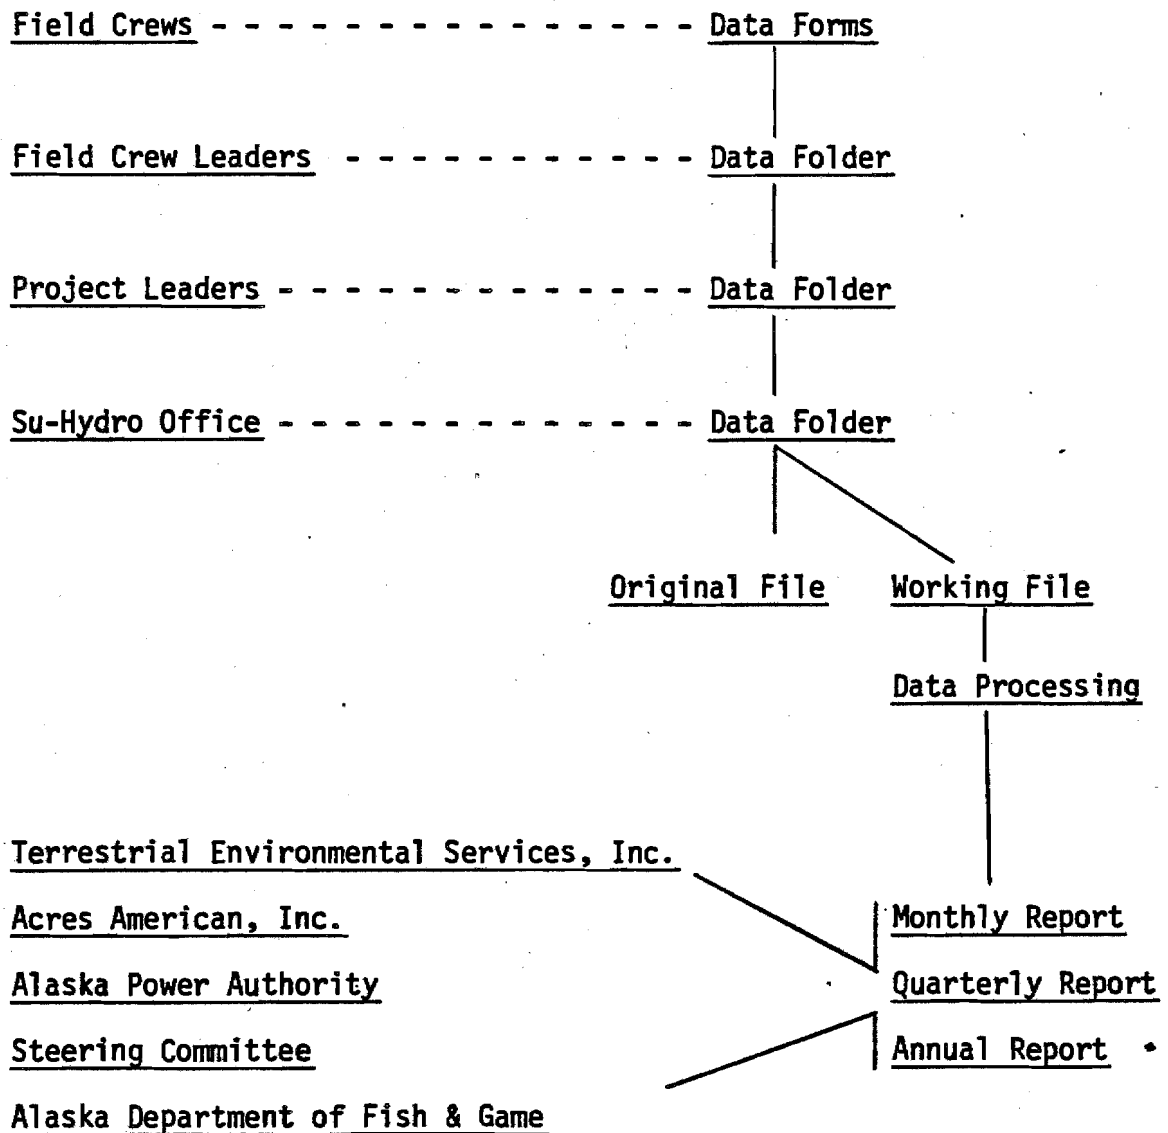 Field Crews - - - - - - - - - - - - - - - Data Forms
Field Crew Leaders - - - - - - - - - - - Data Folder
Project Leaders - - - - - - - - - - - - - Data Folder
Su-Hydro Office - - - - - - - - - - - - - Data Folder
Original File Working File
Data Processing
Terrestrial Environmental Services, Inc.
Acres American, Inc. Monthly Report
Alaska Power Authority Quarterly Report
Steering Committee Annual Report
Alaska Department of Fish & Game